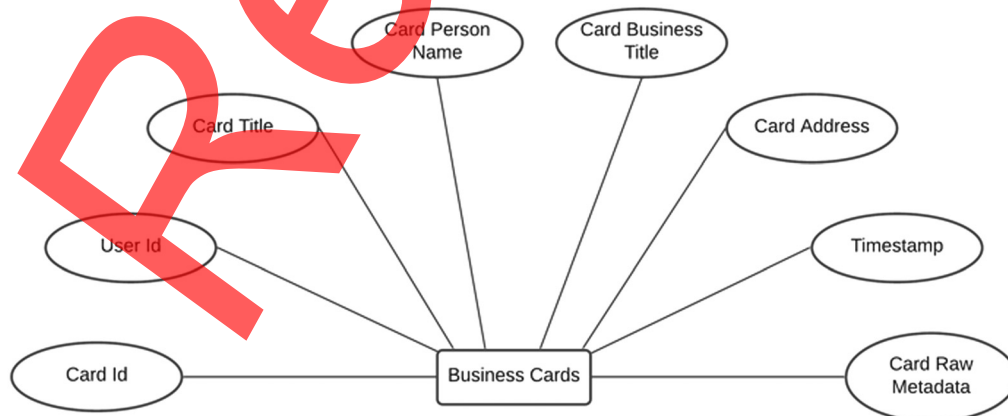 Card Person
Name
Card Business
Title
Card Title
Card Address
User Id
Timestamp
Card Id
Business Cards
Card Raw
Metadata
Re